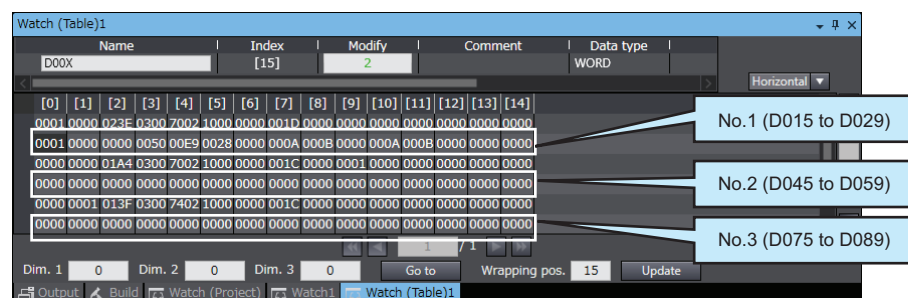 Watch (Table)1
Name Index Modify Comment Data type
D00X [15] 2 WORD
Horizontal
[0] [1] [2] [3] [4] [5] [6] [7] [8] [9] [10] [11] [12] [13] [14]
0001 0000 023E 0300 7002 1000 0000 001D 0000 0000 0000 0000 0000 0000 0000
No.1 (D015 to D029)
0001 0000 0000 0050 00E9 0028 0000 000A 000B 0000 000A 000B 0000 0000 0000
0000 0000 01A4 0300 7002 1000 0000 001C 0000 0001 0000 0000 0000 0000 0000
No.2 (D045 to D059)
0000 0000 0000 0000 0000 0000 0000 0000 0000 0000 0000 0000 0000 0000 0000
0000 0001 013F 0300 7402 1000 0000 001C 0000 0000 0000 0000 0000 0000 0000
0000 0000 0000 0000 0000 0000 0000 0000 0000 0000 0000 0000 0000 0000 0000
No.3 (D075 to D089)
1 / 1
Dim. 1 0 Dim. 2 0 Dim. 3 0 Go to Wrapping pos. 15 Update
Output Build Watch (Project) Watch1 Watch (Table)1